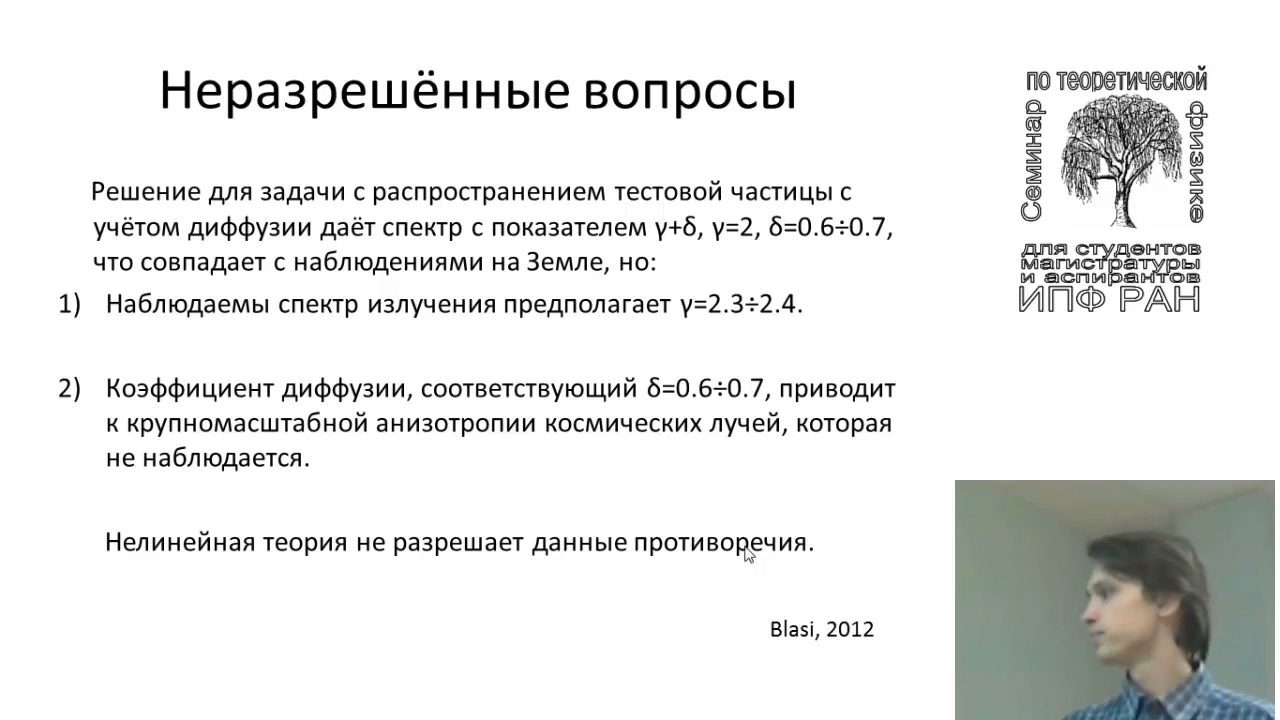 Неразрешённые вопросы
Решение для задачи с распространением тестовой частицы с
учётом диффузии даёт спектр с показателем γ+δ, γ=2, δ=0.6÷0.7,
что совпадает с наблюдениями на Земле, но:
1) Наблюдаемы спектр излучения предполагает γ=2.3÷2.4.
2) Коэффициент диффузии, соответствующий δ=0.6÷0.7, приводит
к крупномасштабной анизотропии космических лучей, которая
не наблюдается.
Нелинейная теория не разрешает данные противоречия.
Blasi, 2012
Семинар
по теоретической
физике
для студентов
магистратуры
и аспирантов
ИПФ РАН